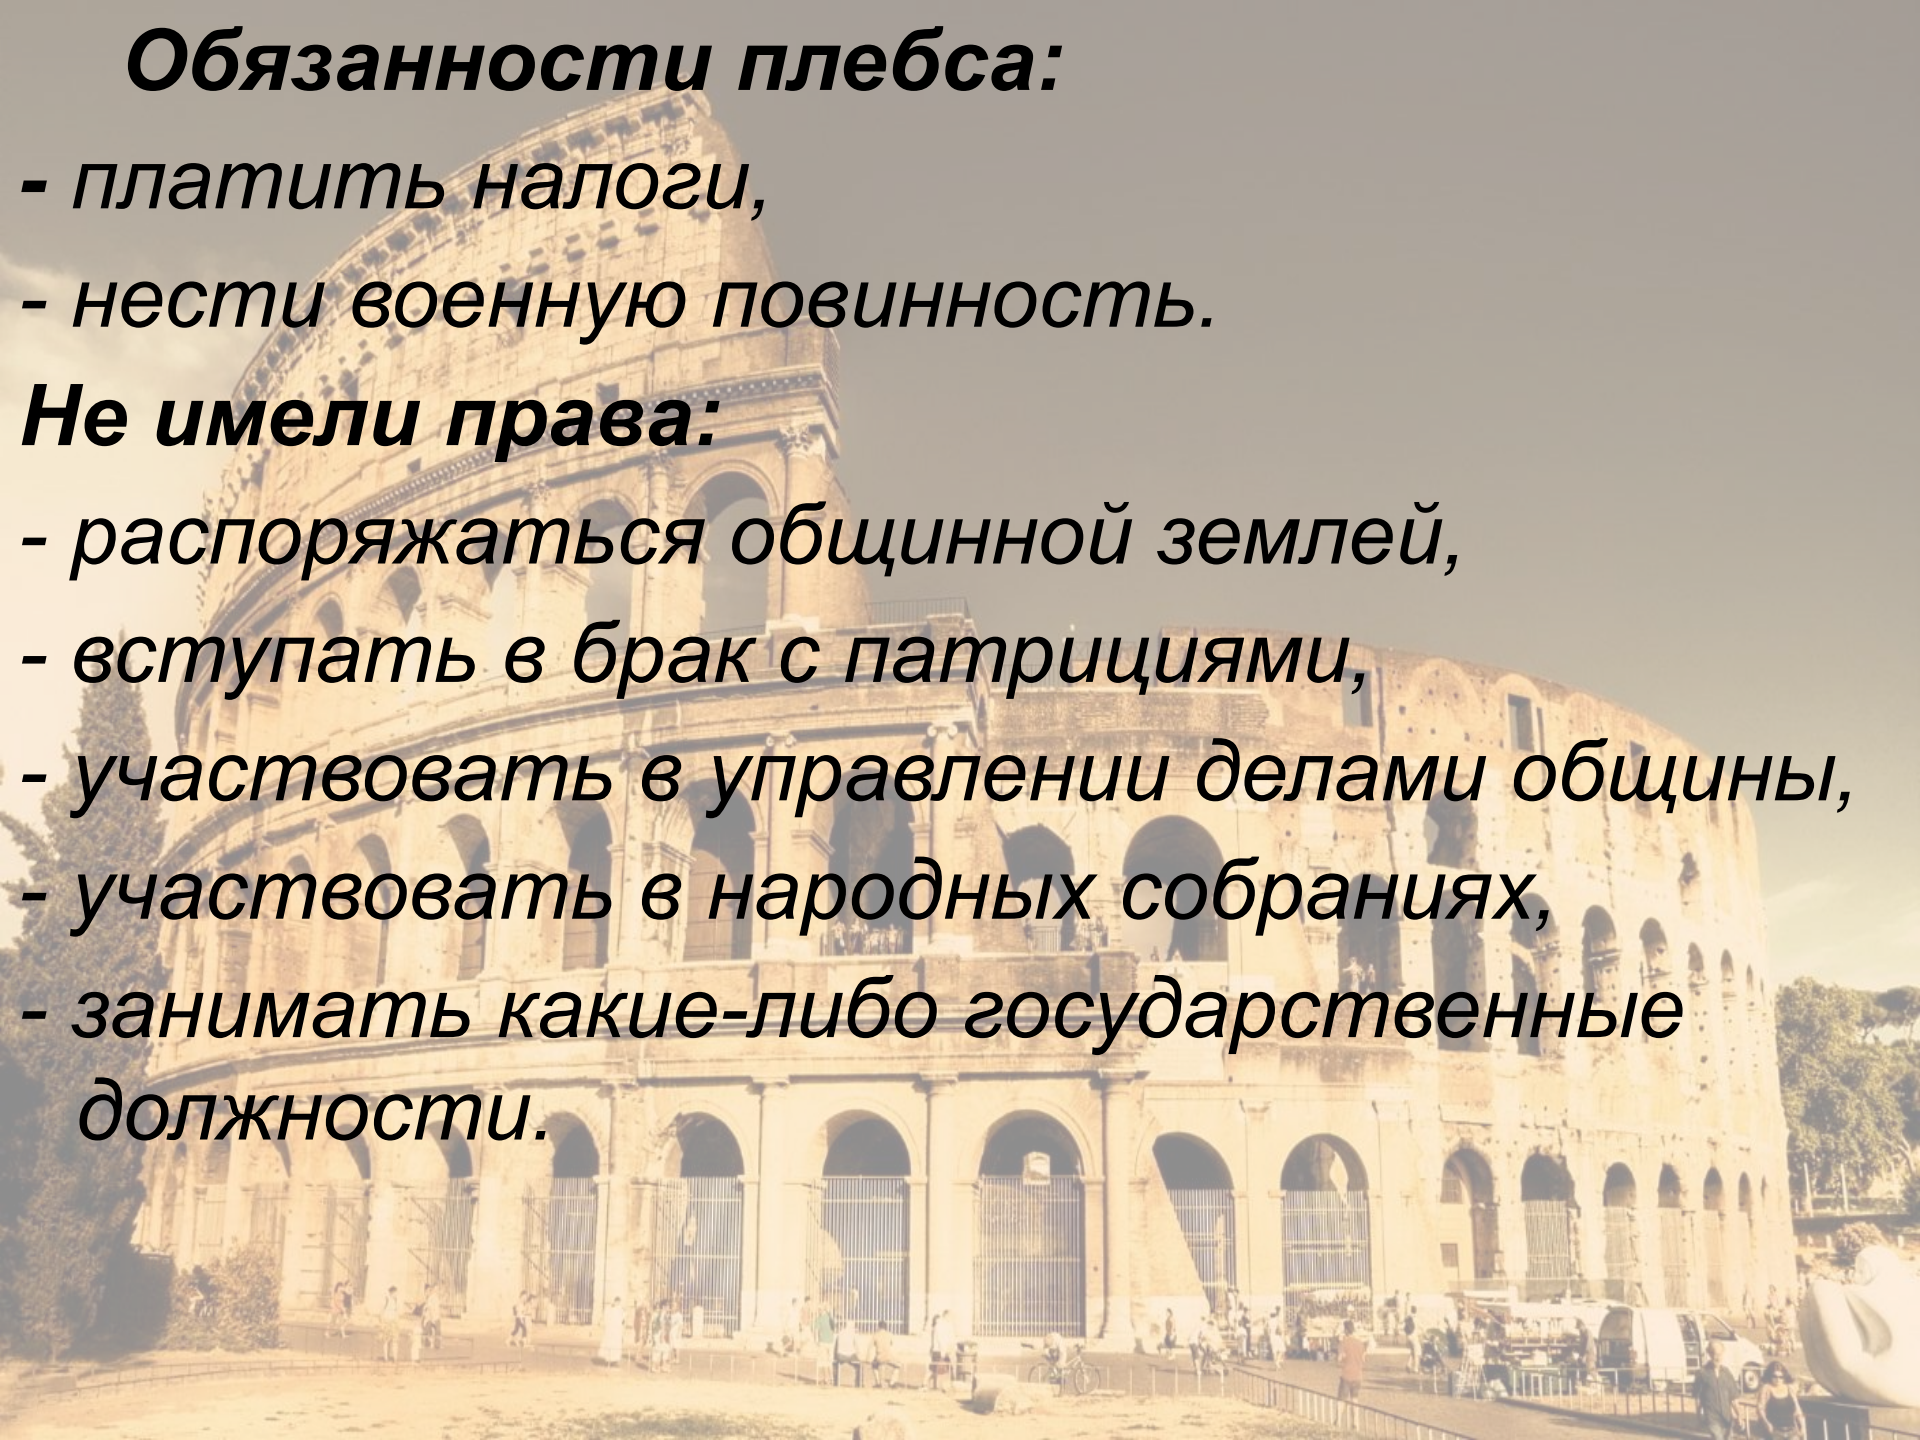 Обязанности плебса:
- платить налоги,
- нести военную повинность.
Не имели права:
- распоряжаться общинной землей,
- вступать в брак с патрициями,
- участвовать в управлении делами общины,
- участвовать в народных собраниях,
- занимать какие-либо государственные
должности.